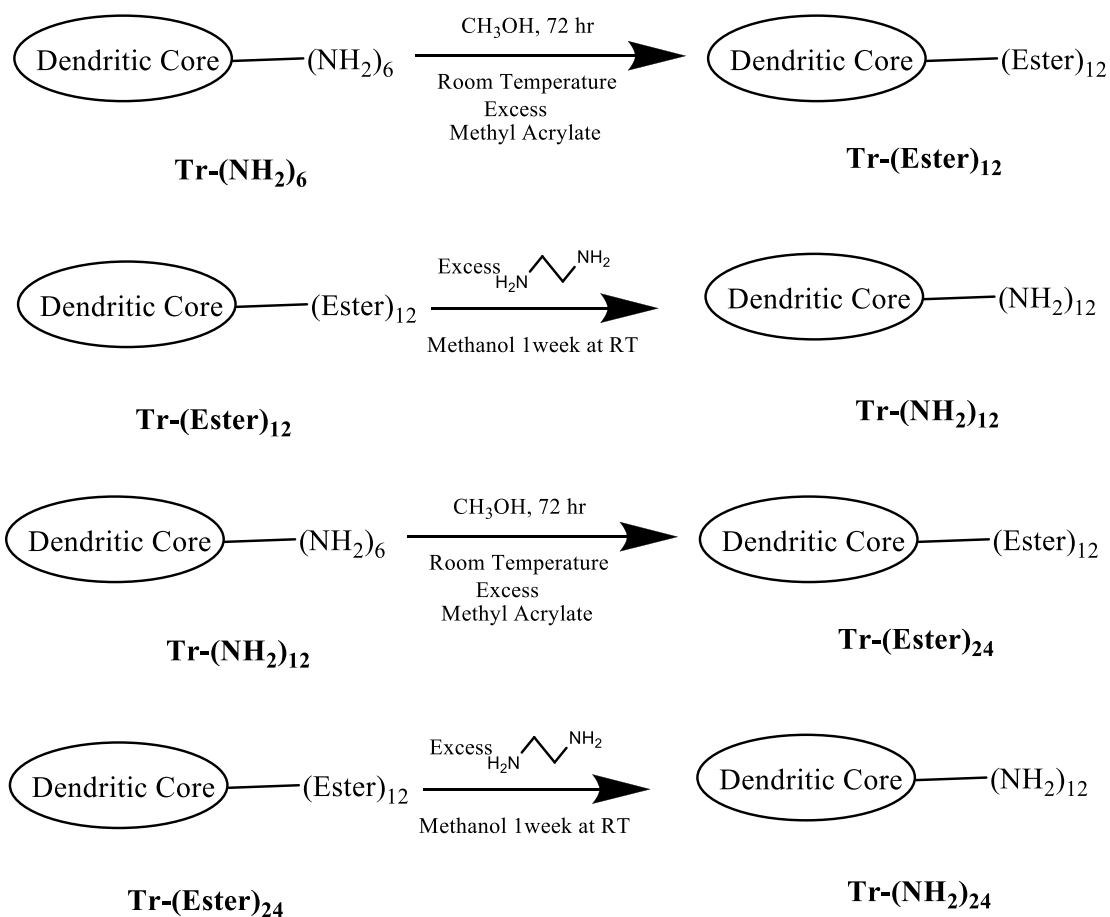 CH₃OH, 72 hr
Dendritic Core (NH₂)₆ Dendritic Core (Ester)₁₂
Room Temperature
Excess
Methyl Acrylate
Tr-(NH₂)₆ Tr-(Ester)₁₂
Excess H₂N NH₂
Dendritic Core (Ester)₁₂ Dendritic Core (NH₂)₁₂
Methanol 1week at RT
Tr-(Ester)₁₂ Tr-(NH₂)₁₂
CH₃OH, 72 hr
Dendritic Core (NH₂)₆ Dendritic Core (Ester)₁₂
Room Temperature
Excess
Methyl Acrylate
Tr-(NH₂)₁₂ Tr-(Ester)₂₄
Excess H₂N NH₂
Dendritic Core (Ester)₁₂ Dendritic Core (NH₂)₁₂
Methanol 1week at RT
Tr-(Ester)₂₄ Tr-(NH₂)₂₄